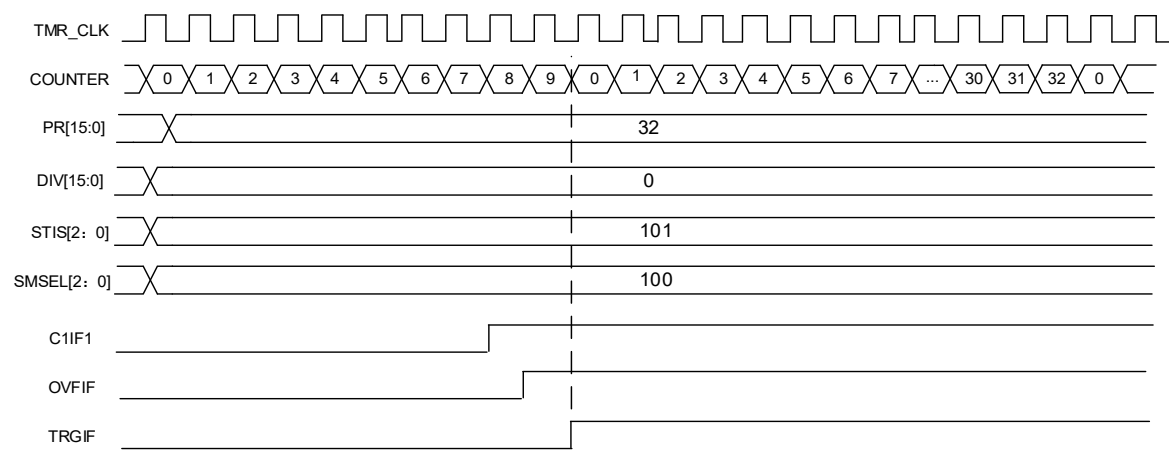 TMR_CLK
COUNTER 0 1 2 3 4 5 6 7 8 9 0 1 2 3 4 5 6 7 ... 30 31 32 0
PR[15:0] 32
DIV[15:0] 0
STIS[2：0] 101
SMSEL[2：0] 100
C1IF1
OVFIF
TRGIF